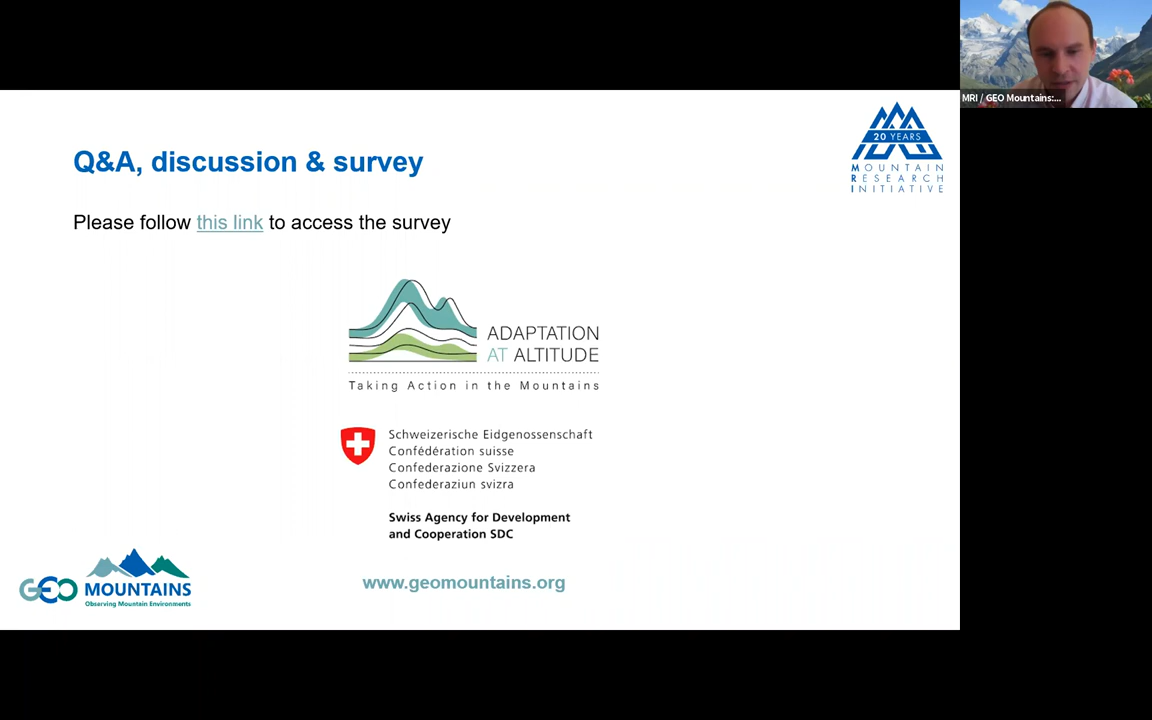 MRI / GEO Mountains:...
20 YEARS
MOUNTAIN
RESEARCH
INITIATIVE
Q&A, discussion & survey
Please follow this link to access the survey
ADAPTATION
AT ALTITUDE
Taking Action in the Mountains
Schweizerische Eidgenossenschaft
Confédération suisse
Confederazione Svizzera
Confederaziun svizra
Swiss Agency for Development
and Cooperation SDC
GEO MOUNTAINS
Observing Mountain Environments
www.geomountains.org